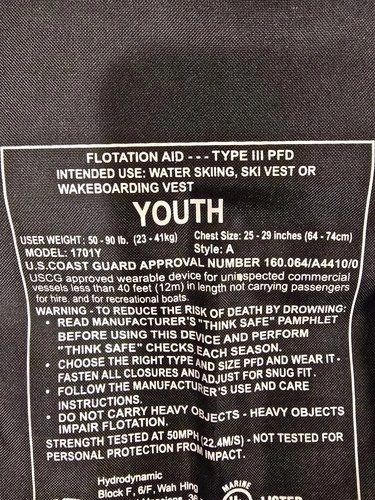 FLOTATION AID - - - TYPE III PFD
INTENDED USE: WATER SKIING, SKI VEST OR
WAKEBOARDING VEST
YOUTH
USER WEIGHT: 50 - 90 lb. (23 - 41kg) Chest Size: 25 - 29 inches (64 - 74cm)
MODEL: 1701Y Style: A
U.S.COAST GUARD APPROVAL NUMBER 160.064/A4410/0
USCG approved wearable device for uninspected commercial
vessels less than 40 feet (12m) in length not carrying passengers
for hire, and for recreational boats.
WARNING - TO REDUCE THE RISK OF DEATH BY DROWNING:
• READ MANUFACTURER'S "THINK SAFE" PAMPHLET
BEFORE USING THIS DEVICE AND PERFORM
"THINK SAFE" CHECKS EACH SEASON.
• CHOOSE THE RIGHT TYPE AND SIZE PFD AND WEAR IT -
FASTEN ALL CLOSURES AND ADJUST FOR SNUG FIT.
• FOLLOW THE MANUFACTURER'S USE AND CARE
INSTRUCTIONS.
• DO NOT CARRY HEAVY OBJECTS - HEAVY OBJECTS
IMPAIR FLOTATION.
STRENGTH TESTED AT 50MPH (22.4M/S) - NOT TESTED FOR
PERSONAL PROTECTION FROM IMPACT.
Hydrodynamic
Block F, 6/F, Wah Hing
MARINE
UL LISTED